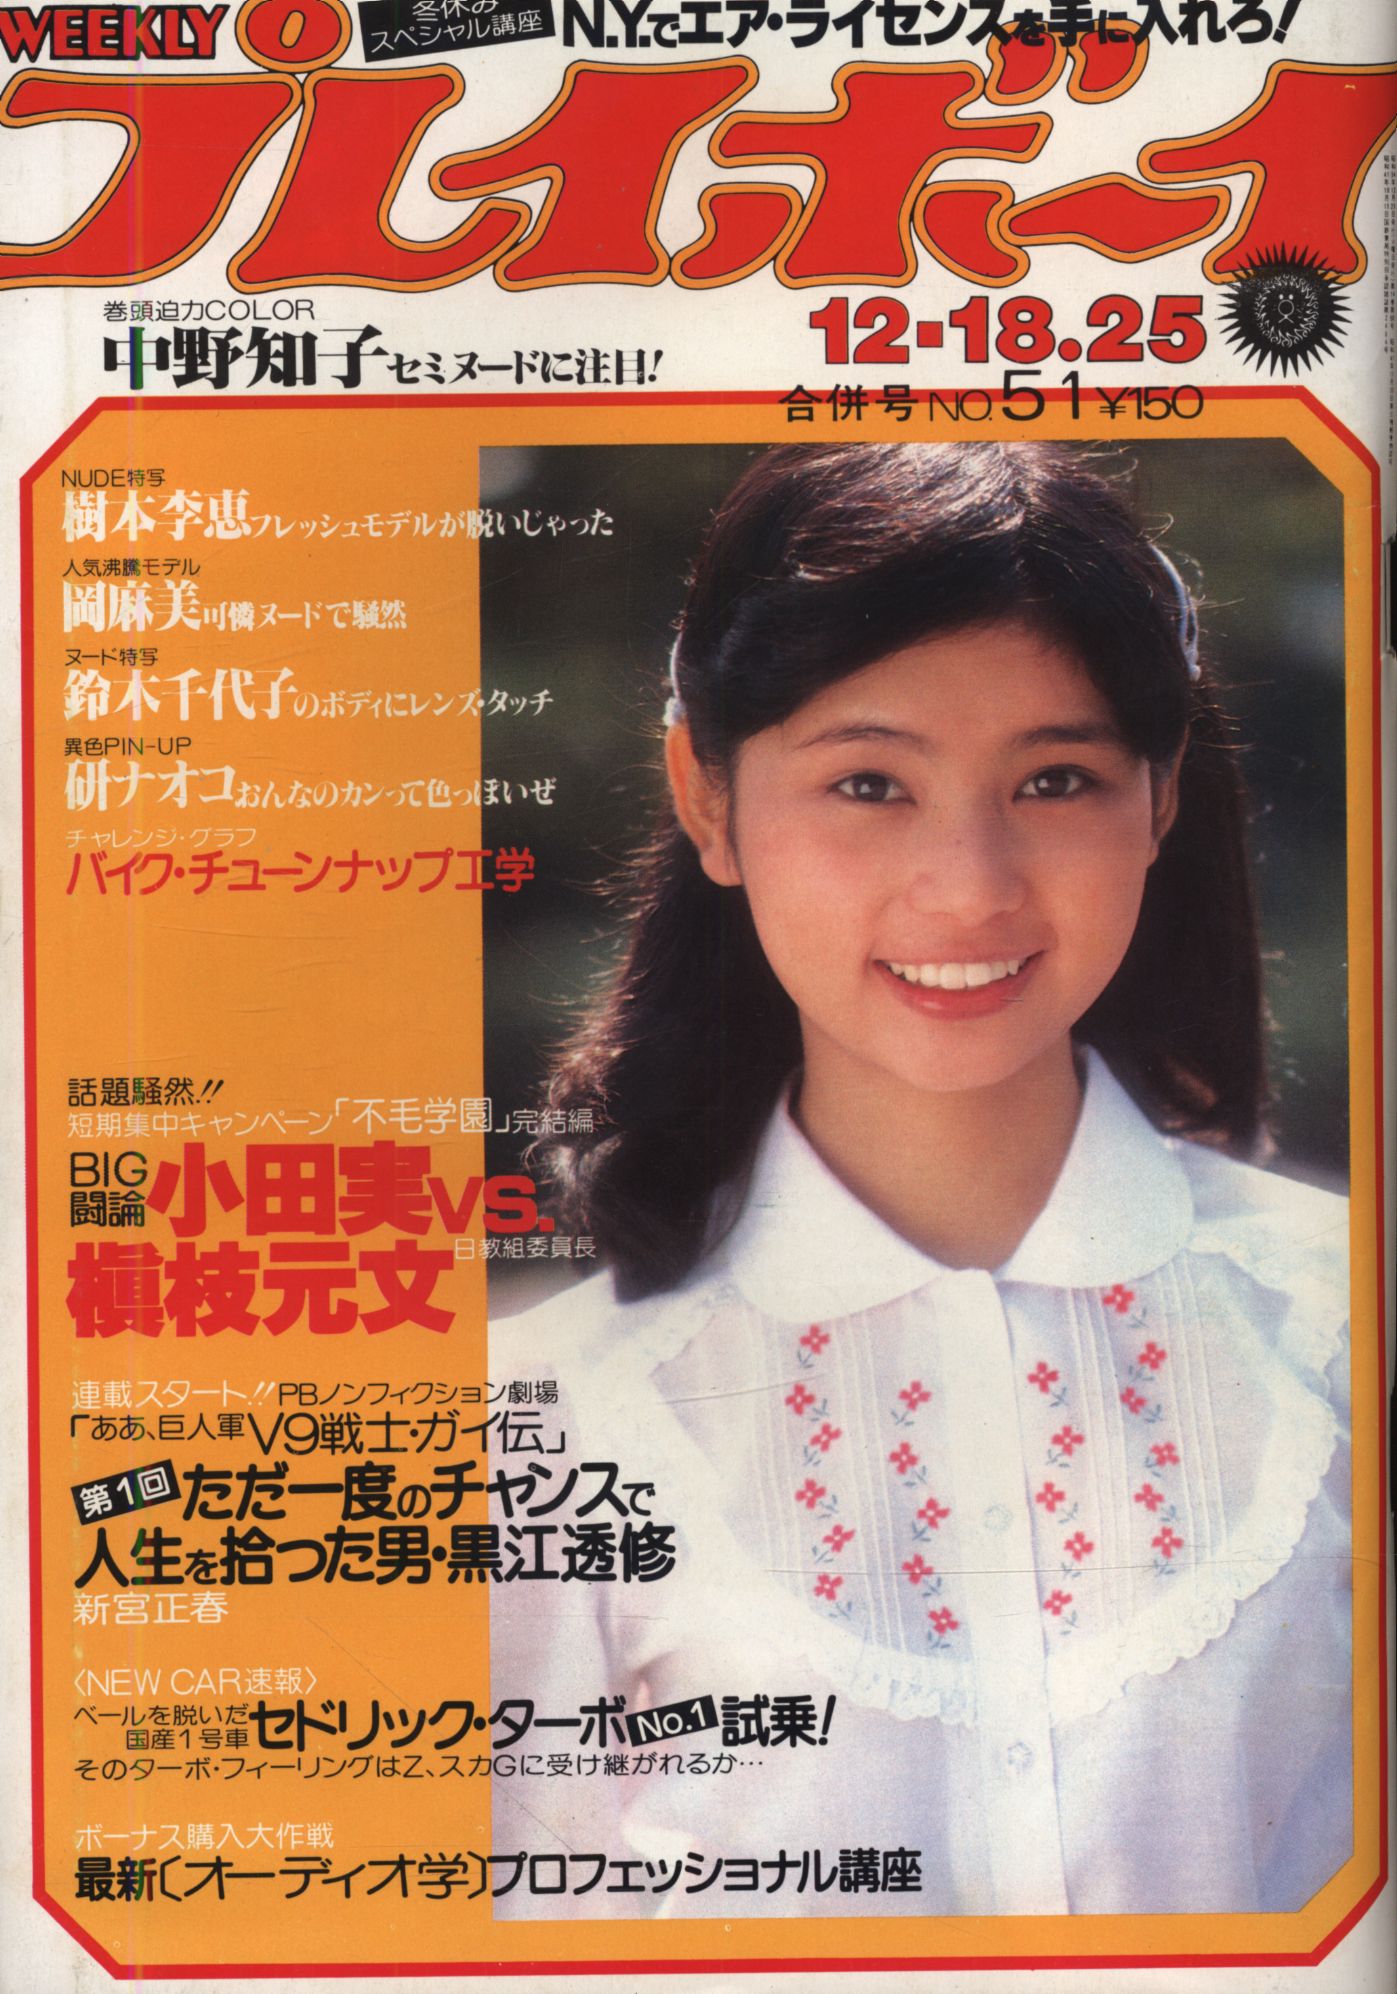 WEEKLY
冬休み
スペシャル講座
N.Y.でエア・ライセンスを手に入れろ!
プレイボーイ
巻頭迫力COLOR
中野知子セミヌードに注目!
12・18.25
合併号 NO.51 ¥150
NUDE特写
樹本李恵フレッシュモデルが脱いじゃった
人気沸騰モデル
岡麻美可憐ヌードで騒然
ヌード特写
鈴木千代子のボディにレンズ・タッチ
異色PIN-UP
研ナオコおんなのカンって色っぽいぜ
チャレンジ・グラフ
バイク・チューンナップ工学
話題騒然!!
短期集中キャンペーン「不毛学園」完結編
BIG闘論 小田実vs.
日教組委員長
槇枝元文
連載スタート!! PBノンフィクション劇場
「ああ、巨人軍V9戦士・ガイ伝」
第1回 ただ一度のチャンスで
人生を拾った男・黒江透修
新宮正春
〈NEW CAR速報〉
ベールを脱いだ国産1号車 セドリック・ターボ No.1 試乗!
そのターボ・フィーリングはZ、スカGに受け継がれるか…
ボーナス購入大作戦
最新〔オーディオ学〕プロフェッショナル講座